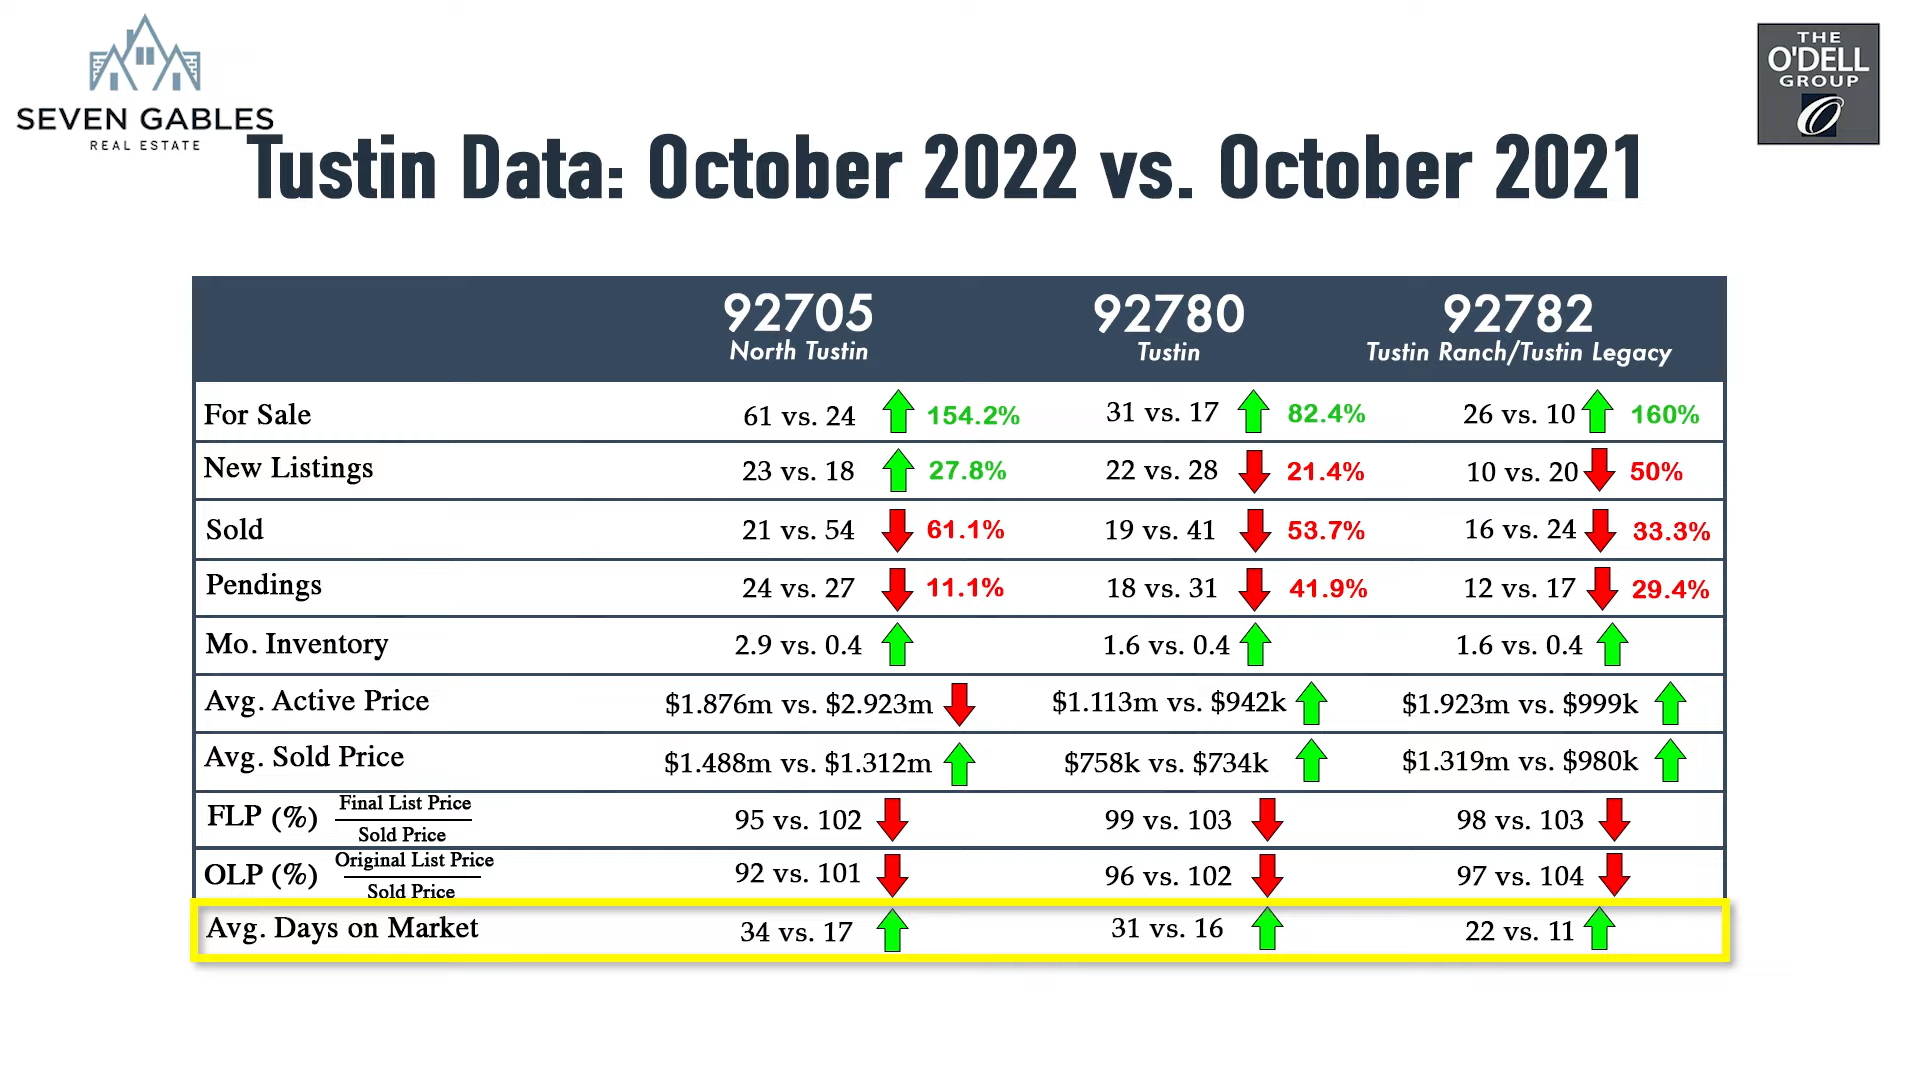 SEVEN GABLES
REAL ESTATE
THE
O'DELL
GROUP
Tustin Data: October 2022 vs. October 2021
92705 92780 92782
North Tustin Tustin Tustin Ranch/Tustin Legacy
For Sale 61 vs. 24 154.2% 31 vs. 17 82.4% 26 vs. 10 160%
New Listings 23 vs. 18 27.8% 22 vs. 28 21.4% 10 vs. 20 50%
Sold 21 vs. 54 61.1% 19 vs. 41 53.7% 16 vs. 24 33.3%
Pendings 24 vs. 27 11.1% 18 vs. 31 41.9% 12 vs. 17 29.4%
Mo. Inventory 2.9 vs. 0.4 1.6 vs. 0.4 1.6 vs. 0.4
Avg. Active Price $1.876m vs. $2.923m $1.113m vs. $942k $1.923m vs. $999k
Avg. Sold Price $1.488m vs. $1.312m $758k vs. $734k $1.319m vs. $980k
FLP (%) Final List Price 95 vs. 102 99 vs. 103 98 vs. 103
Sold Price
OLP (%) Original List Price 92 vs. 101 96 vs. 102 97 vs. 104
Sold Price
Avg. Days on Market 34 vs. 17 31 vs. 16 22 vs. 11